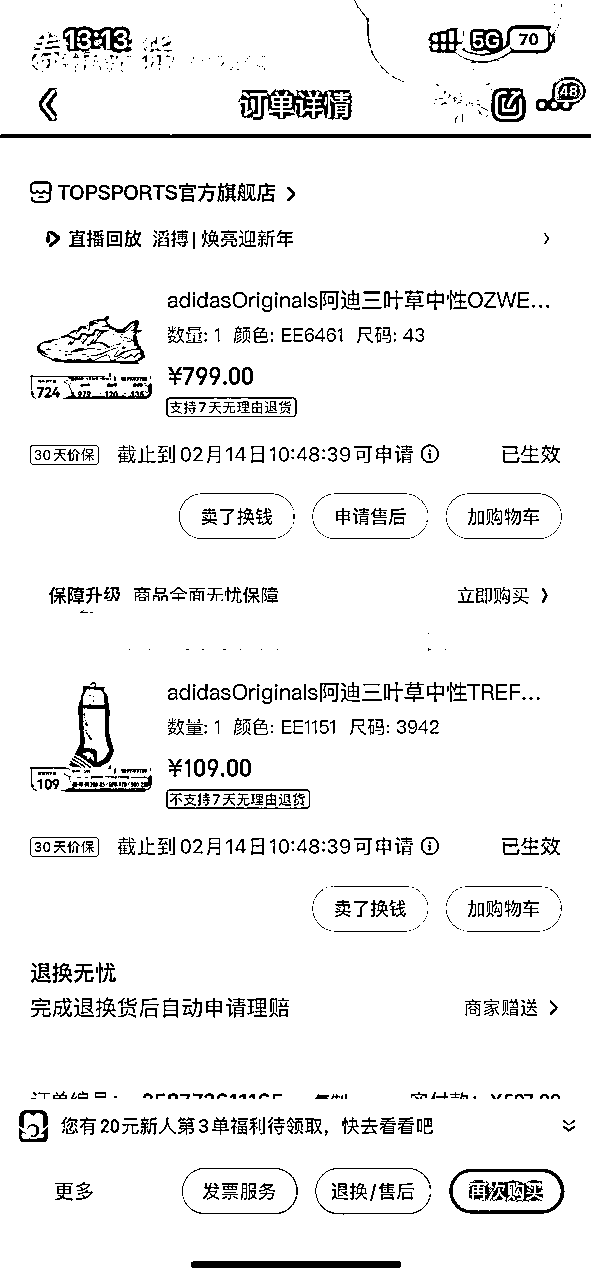 13:13
5G
70
订单详情
48
TOPSPORTS官方旗舰店
直播回放 滔搏|焕亮迎新年
adidasOriginals阿迪三叶草中性OZWE...
数量: 1 颜色: EE6461 尺码: 43
¥799.00
724
支持7天无理由退货
30天价保 截止到02月14日10:48:39可申请 已生效
卖了换钱
申请售后
加购物车
保障升级 商品全面无忧保障 立即购买
adidasOriginals阿迪三叶草中性TREF...
数量: 1 颜色: EE1151 尺码: 3942
¥109.00
109
不支持7天无理由退货
30天价保 截止到02月14日10:48:39可申请 已生效
卖了换钱
加购物车
退换无忧
完成退换货后自动申请理赔 商家赠送
订单编号:
您有20元新人第3单福利待领取，快去看看吧
更多
发票服务
退换/售后
再次购买